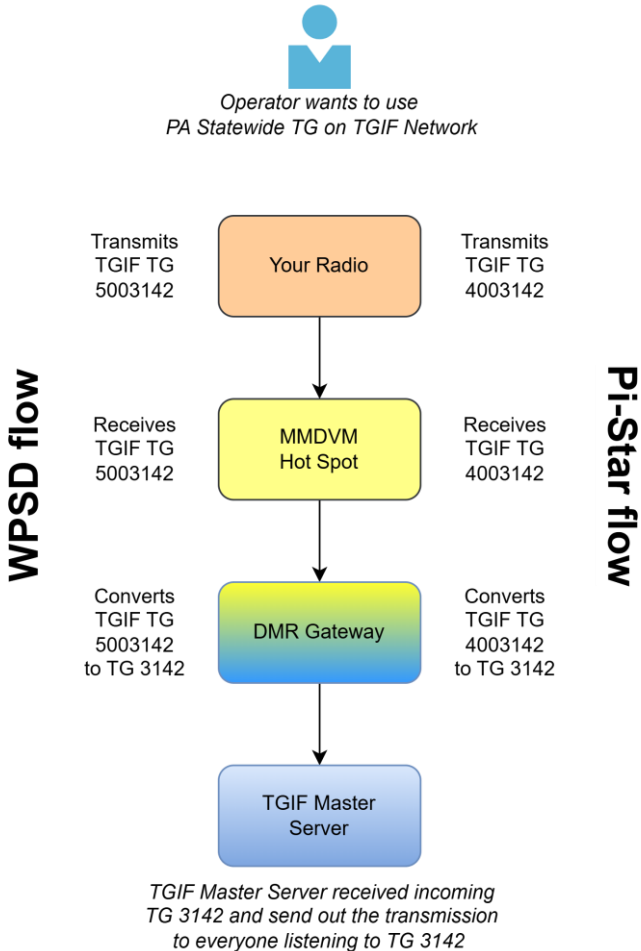 Operator wants to use
PA Statewide TG on TGIF Network
Transmits
TGIF TG
5003142
Your Radio
Transmits
TGIF TG
4003142
WPSD flow
Pi-Star flow
Receives
TGIF TG
5003142
MMDVM
Hot Spot
Receives
TGIF TG
4003142
Converts
TGIF TG
5003142
to TG 3142
DMR Gateway
Converts
TGIF TG
4003142
to TG 3142
TGIF Master
Server
TGIF Master Server received incoming
TG 3142 and send out the transmission
to everyone listening to TG 3142